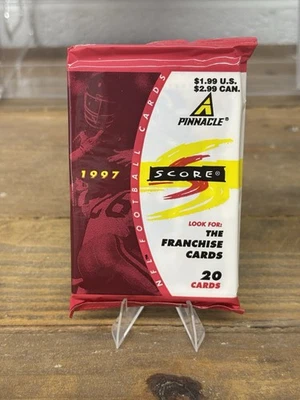 $1.99 U.S.
$2.99 CAN.
PINNACLE®
1997
SCORE®
NFL FOOTBALL CARDS
LOOK FOR:
THE
FRANCHISE
CARDS
20
CARDS